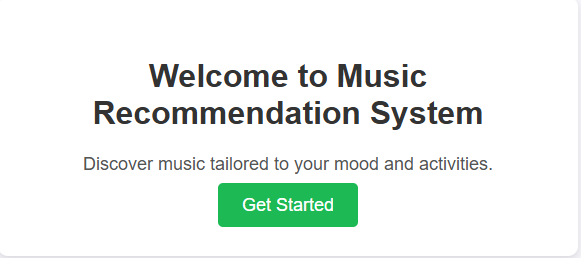 Welcome to Music
Recommendation System
Discover music tailored to your mood and activities.
Get Started